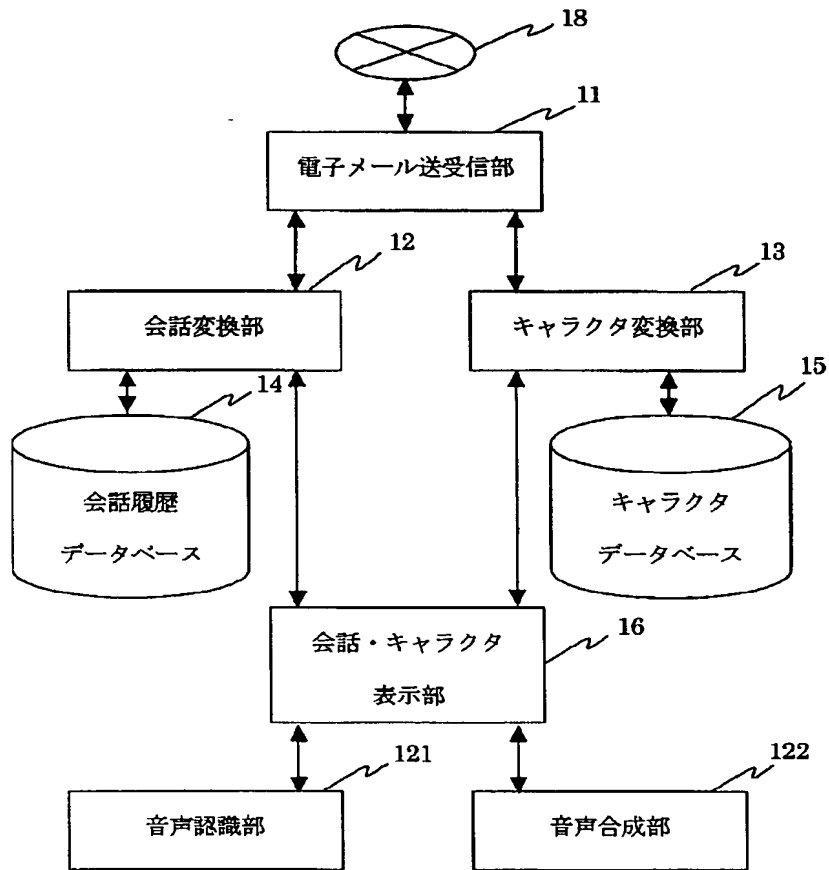 18
11
電子メール送受信部
12
13
会話変換部
キャラクタ変換部
14
15
会話履歴
データベース
キャラクタ
データベース
会話・キャラクタ
表示部
16
121
122
音声認識部
音声合成部